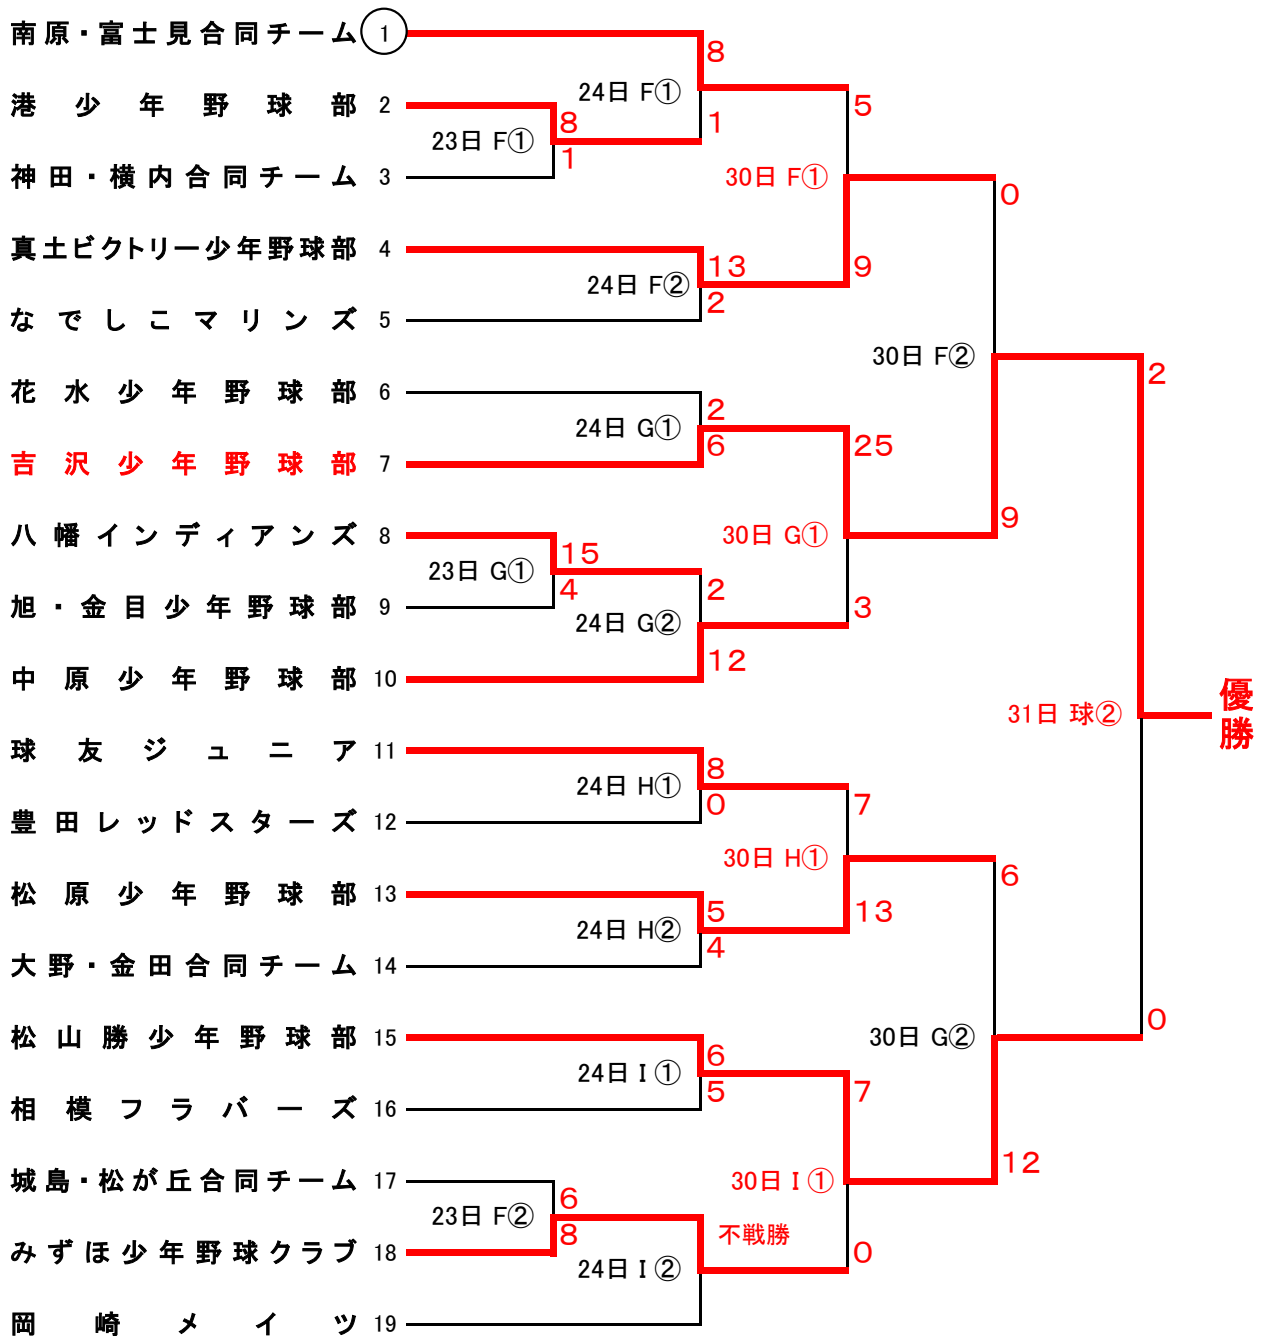 南原・富士見合同チーム 1
8
24日 F①
港少年野球部 2
8
1
5
23日 F①
1
神田・横内合同チーム 3
30日 F①
0
真土ビクトリー少年野球部 4
13
9
24日 F②
2
なでしこマリンズ 5
30日 F②
2
花水少年野球部 6
2
24日 G①
6
25
吉沢少年野球部 7
9
八幡インディアンズ 8
30日 G①
15
23日 G①
4
2
3
旭・金目少年野球部 9
24日 G②
12
中原少年野球部 10
優勝
31日 球②
球友ジュニア 11
8
24日 H①
0
7
豊田レッドスターズ 12
30日 H①
6
松原少年野球部 13
5
13
24日 H②
4
大野・金田合同チーム 14
0
松山勝少年野球部 15
30日 G②
6
24日 I①
5
7
相模フラバーズ 16
12
城島・松が丘合同チーム 17
30日 I①
6
23日 F②
8
不戦勝
みずほ少年野球クラブ 18
0
24日 I②
岡崎メイツ 19